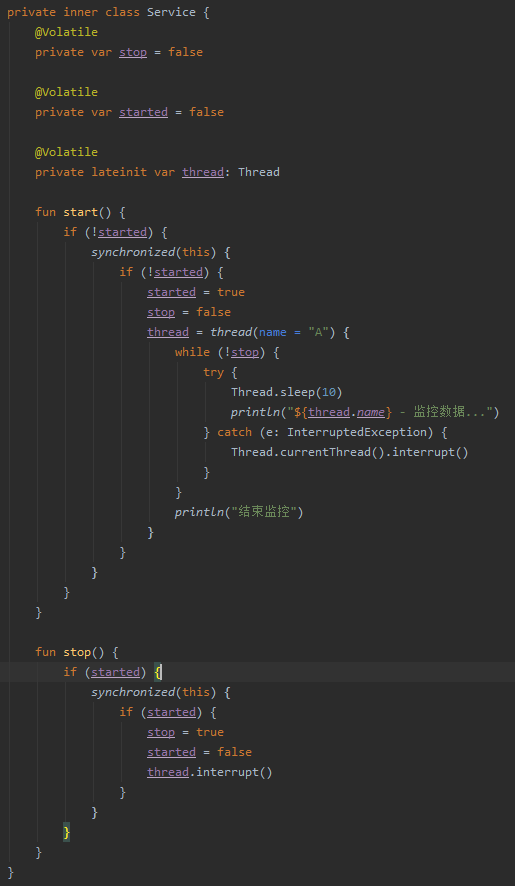 private inner class Service {
    @Volatile
    private var stop = false

    @Volatile
    private var started = false

    @Volatile
    private lateinit var thread: Thread

    fun start() {
        if (!started) {
            synchronized(this) {
                if (!started) {
                    started = true
                    stop = false
                    thread = thread(name = "A") {
                        while (!stop) {
                            try {
                                Thread.sleep(10)
                                println("${thread.name} - 监控数据...")
                            } catch (e: InterruptedException) {
                                Thread.currentThread().interrupt()
                            }
                        }
                        println("结束监控")
                    }
                }
            }
        }
    }

    fun stop() {
        if (started) {
            synchronized(this) {
                if (started) {
                    stop = true
                    started = false
                    thread.interrupt()
                }
            }
        }
    }
}